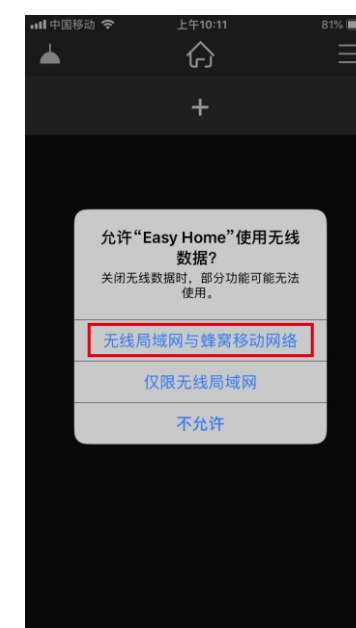 中国移动 上午10:11 81%
允许“Easy Home”使用无线
数据?
关闭无线数据时，部分功能可能无法
使用。
无线局域网与蜂窝移动网络
仅限无线局域网
不允许